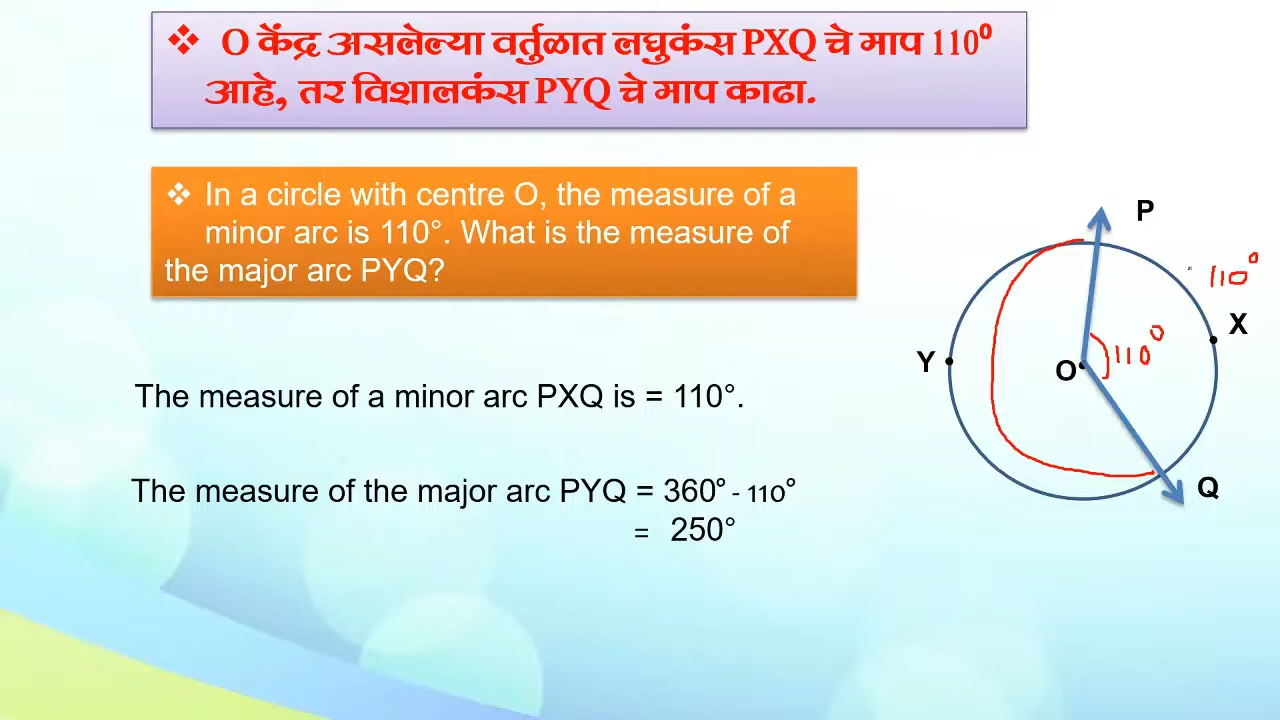 ❖ O केंद्र असलेल्या वर्तुळात लघुकंस PXQ चे माप 110⁰
आहे, तर विशालकंस PYQ चे माप काढा.
❖ In a circle with centre O, the measure of a
minor arc is 110°. What is the measure of
the major arc PYQ?
P
110°
X
110°
Y
O
The measure of a minor arc PXQ is = 110°.
The measure of the major arc PYQ = 360° - 110°
Q
= 250°